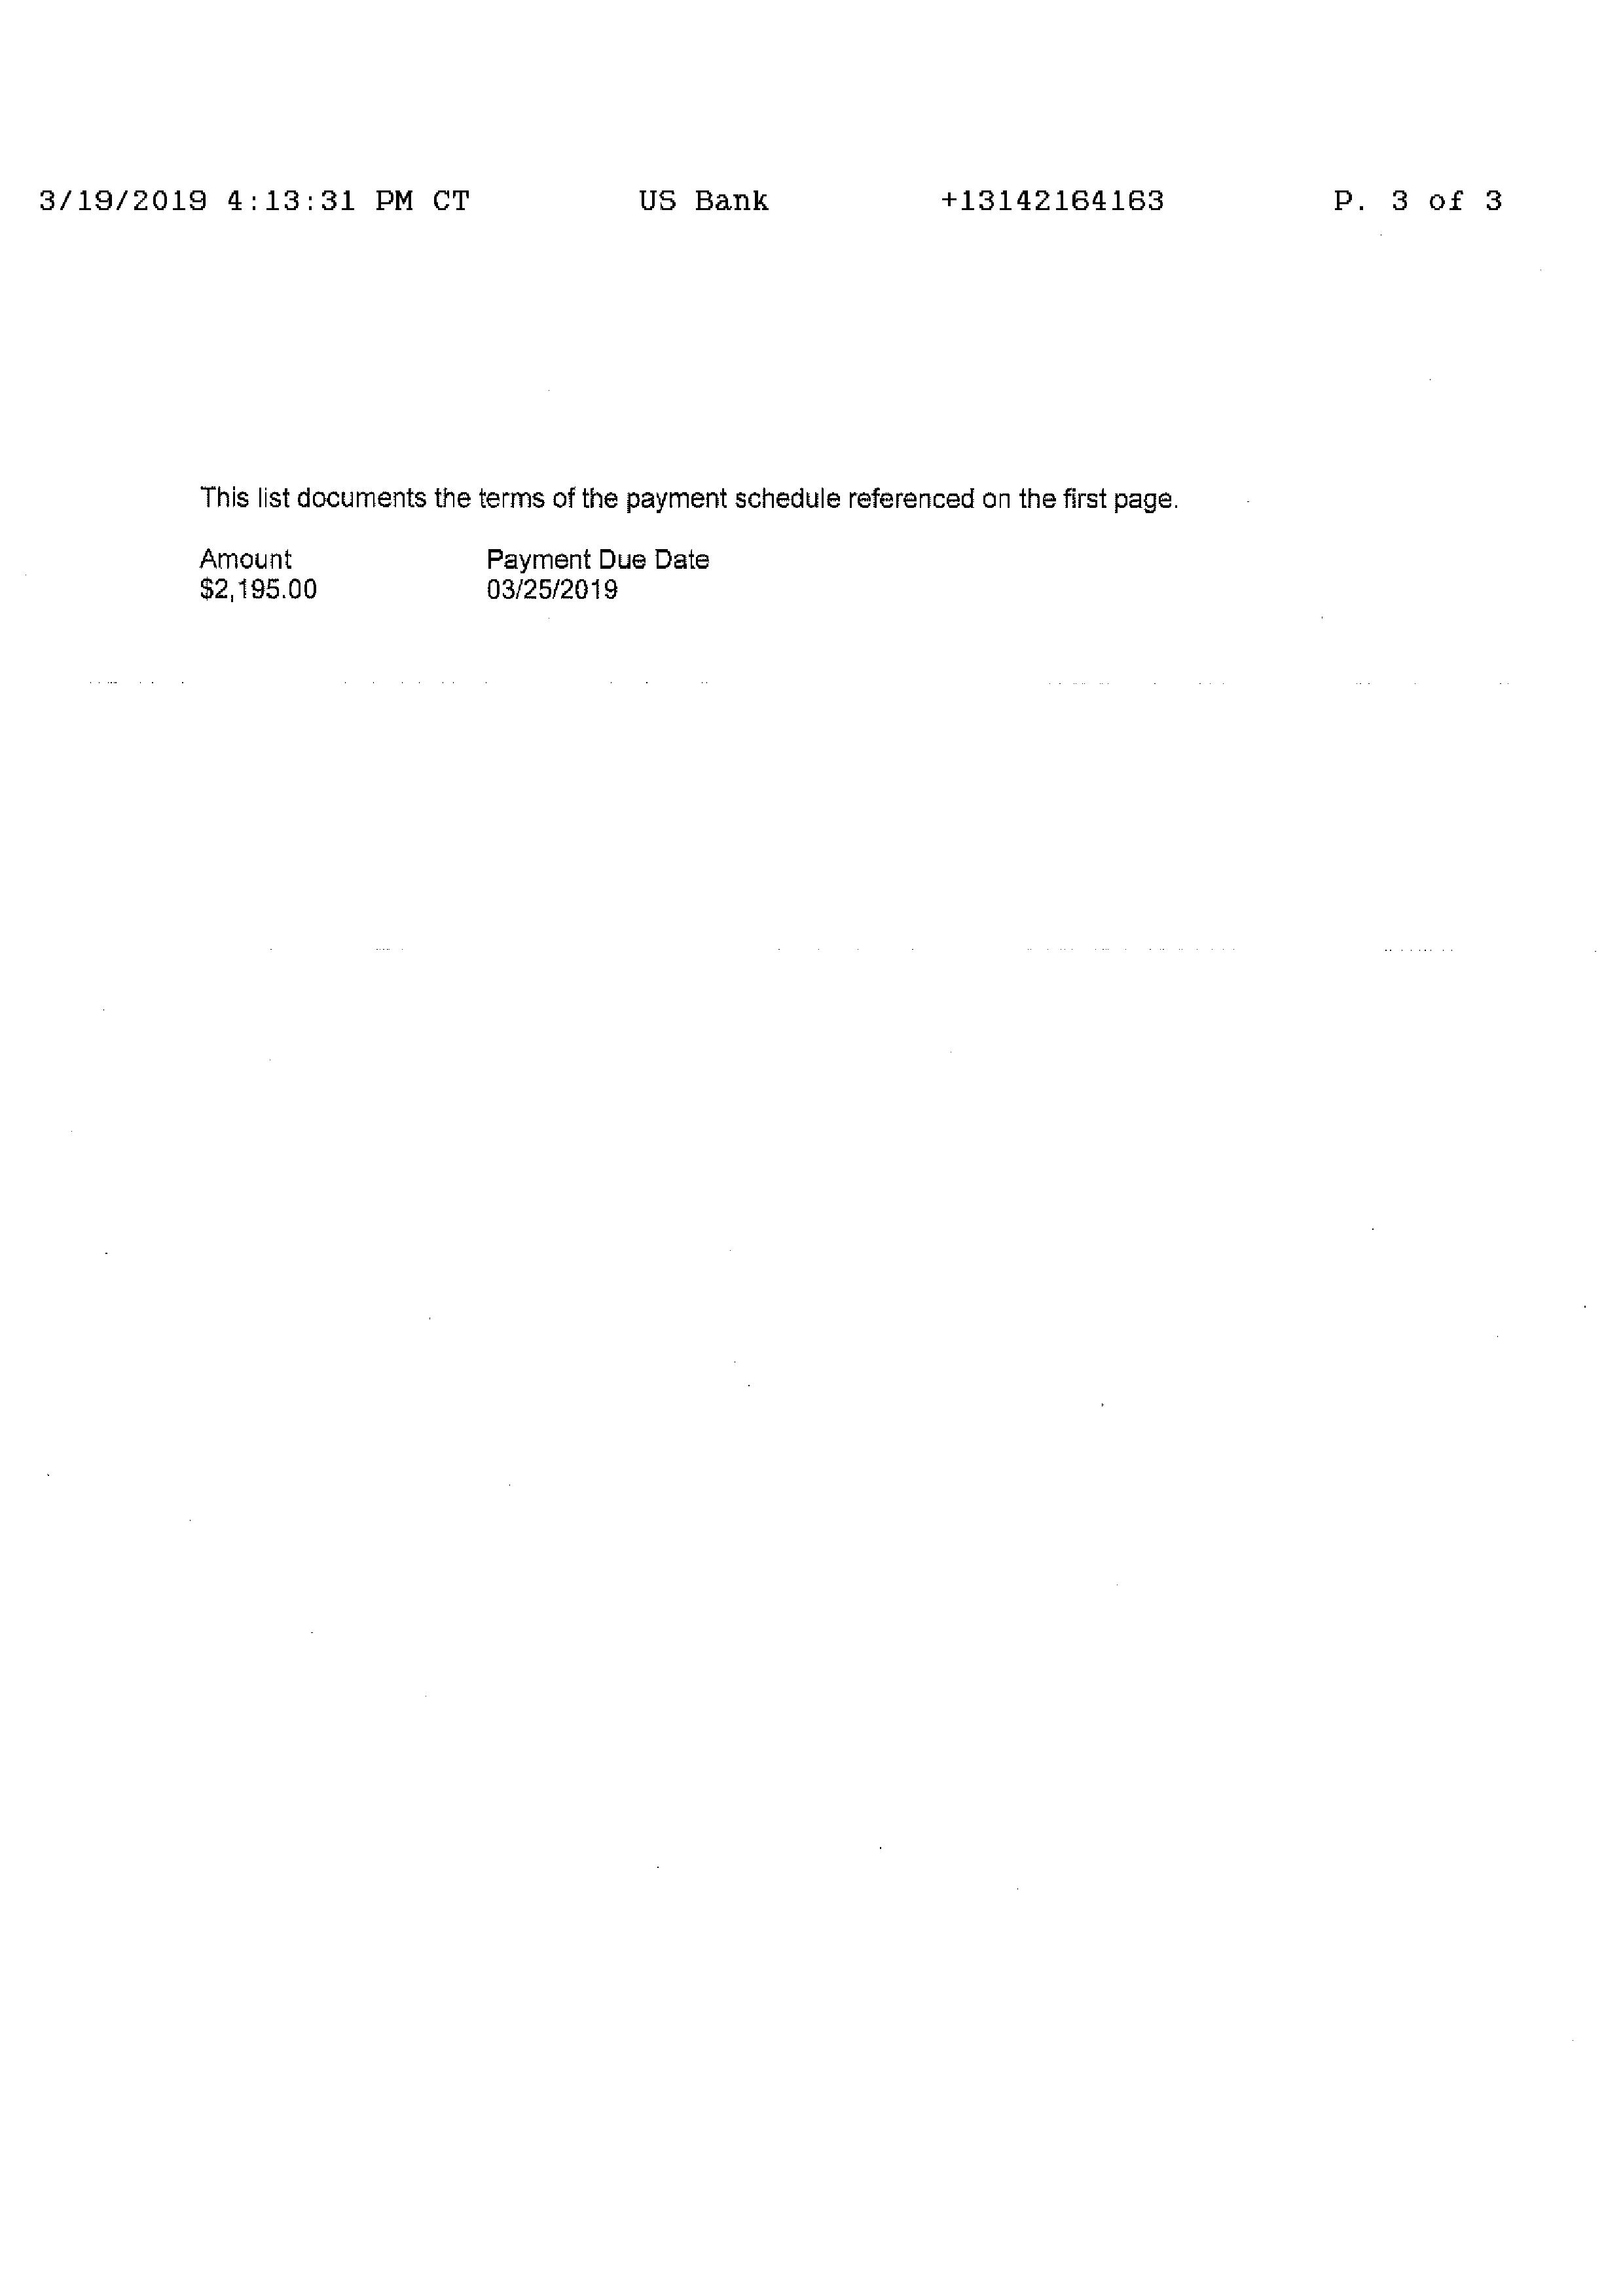 3/19/2019 4:13:31 PM CT US Bank +13142164163 P. 3 of 3
This list documents the terms of the payment schedule referenced on the first page.
Amount Payment Due Date
$2,195.00 03/25/2019